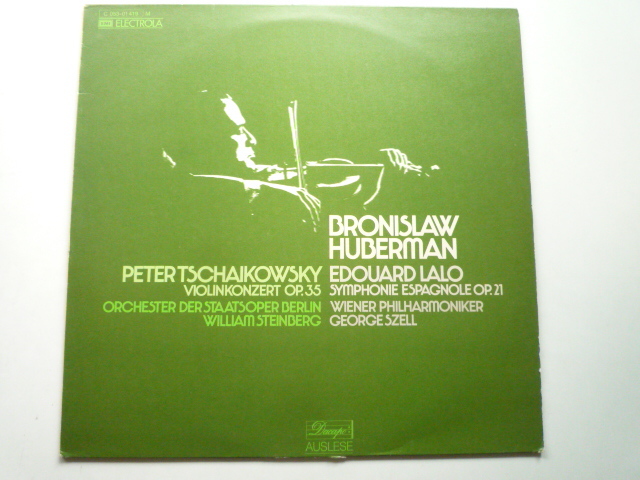 EMI ELECTROLA
BRONISLAW
HUBERMAN
PETER TSCHAIKOWSKY
VIOLINKONZERT OP. 35
ORCHESTER DER STAATSOPER BERLIN
WILLIAM STEINBERG
EDOUARD LALO
SYMPHONIE ESPAGNOLE OP. 21
WIENER PHILHARMONIKER
GEORGE SZELL
Dacapo
AUSLESE